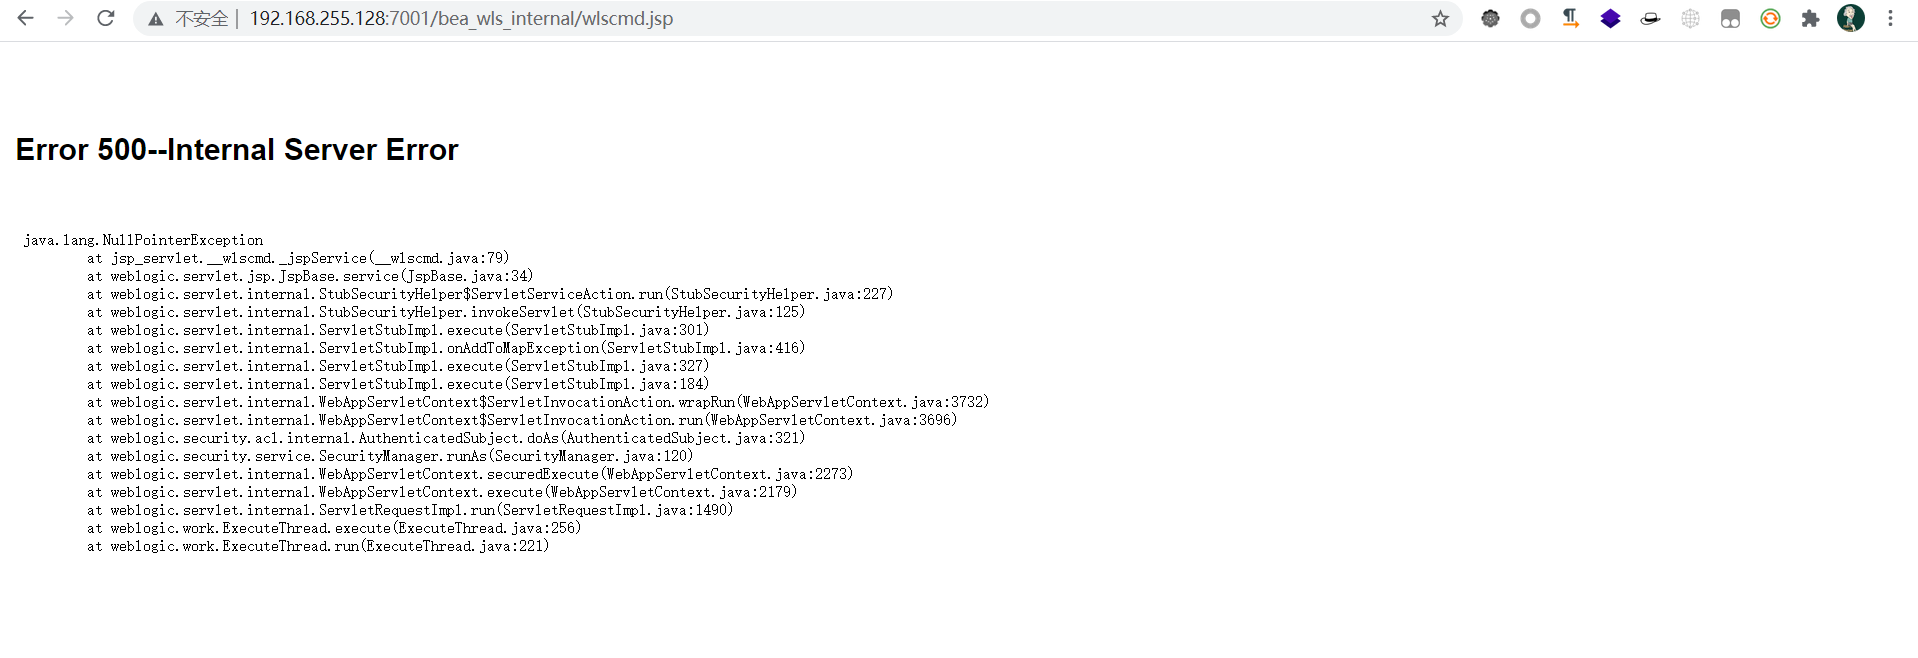 不安全 | 192.168.255.128:7001/bea_wls_internal/wlscmd.jsp
Error 500--Internal Server Error
java.lang.NullPointerException
at jsp_servlet.__wlscmd._jspService(__wlscmd.java:79)
at weblogic.servlet.jsp.JspBase.service(JspBase.java:34)
at weblogic.servlet.internal.StubSecurityHelper$ServletServiceAction.run(StubSecurityHelper.java:227)
at weblogic.servlet.internal.StubSecurityHelper.invokeServlet(StubSecurityHelper.java:125)
at weblogic.servlet.internal.ServletStubImpl.execute(ServletStubImpl.java:301)
at weblogic.servlet.internal.ServletStubImpl.onAddToMapException(ServletStubImpl.java:416)
at weblogic.servlet.internal.ServletStubImpl.execute(ServletStubImpl.java:327)
at weblogic.servlet.internal.ServletStubImpl.execute(ServletStubImpl.java:184)
at weblogic.servlet.internal.WebAppServletContext$ServletInvocationAction.wrapRun(WebAppServletContext.java:3732)
at weblogic.servlet.internal.WebAppServletContext$ServletInvocationAction.run(WebAppServletContext.java:3696)
at weblogic.security.acl.internal.AuthenticatedSubject.doAs(AuthenticatedSubject.java:321)
at weblogic.security.service.SecurityManager.runAs(SecurityManager.java:120)
at weblogic.servlet.internal.WebAppServletContext.securedExecute(WebAppServletContext.java:2273)
at weblogic.servlet.internal.WebAppServletContext.execute(WebAppServletContext.java:2179)
at weblogic.servlet.internal.ServletRequestImpl.run(ServletRequestImpl.java:1490)
at weblogic.work.ExecuteThread.execute(ExecuteThread.java:256)
at weblogic.work.ExecuteThread.run(ExecuteThread.java:221)